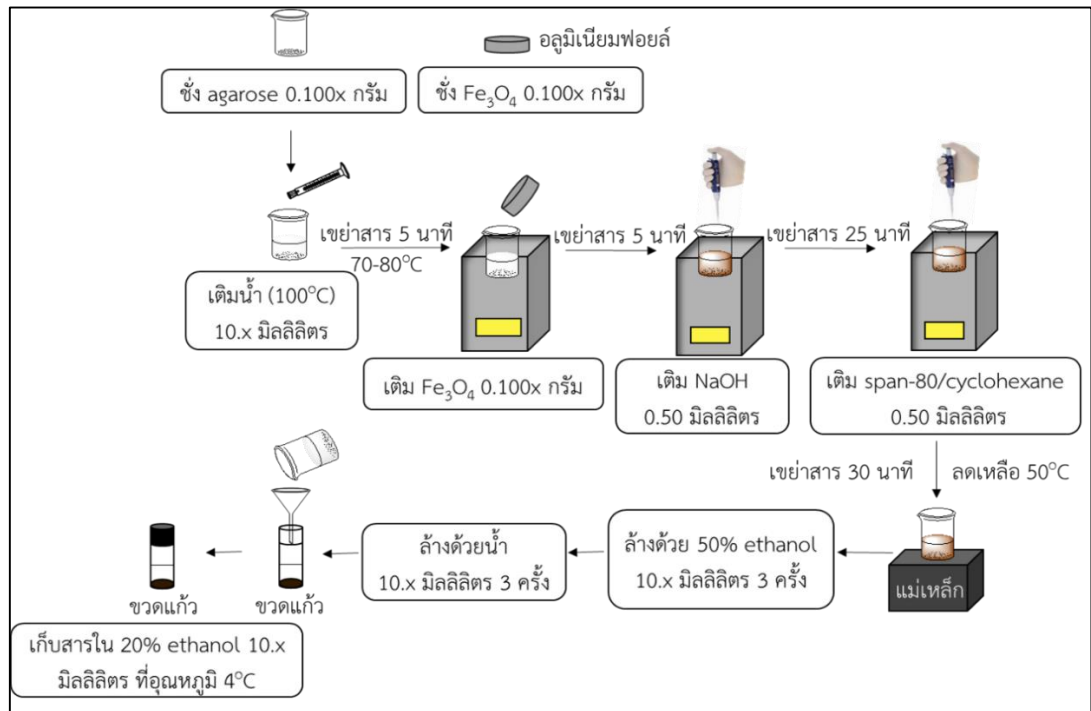 อลูมิเนียมฟอยล์
ชั่ง agarose 0.100x กรัม
ชั่ง Fe₃O₄ 0.100x กรัม
เขย่าสาร 5 นาที
70-80°C
เขย่าสาร 5 นาที
เขย่าสาร 25 นาที
เติมน้ำ (100°C)
10.x มิลลิลิตร
เติม Fe₃O₄ 0.100x กรัม
เติม NaOH
0.50 มิลลิลิตร
เติม span-80/cyclohexane
0.50 มิลลิลิตร
เขย่าสาร 30 นาที
ลดเหลือ 50°C
แม่เหล็ก
ล้างด้วย 50% ethanol
10.x มิลลิลิตร 3 ครั้ง
ล้างด้วยน้ำ
10.x มิลลิลิตร 3 ครั้ง
ขวดแก้ว
ขวดแก้ว
เก็บสารใน 20% ethanol 10.x
มิลลิลิตร ที่อุณหภูมิ 4°C